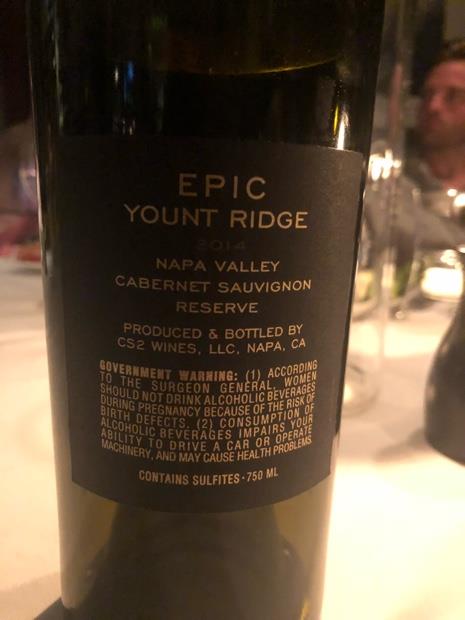 EPIC
YOUNT RIDGE
2014
NAPA VALLEY
CABERNET SAUVIGNON
RESERVE
PRODUCED & BOTTLED BY
CS2 WINES, LLC, NAPA, CA
GOVERNMENT WARNING: (1) ACCORDING
TO THE SURGEON GENERAL, WOMEN
SHOULD NOT DRINK ALCOHOLIC BEVERAGES
DURING PREGNANCY BECAUSE OF THE RISK OF
BIRTH DEFECTS. (2) CONSUMPTION OF
ALCOHOLIC BEVERAGES IMPAIRS YOUR
ABILITY TO DRIVE A CAR OR OPERATE
MACHINERY, AND MAY CAUSE HEALTH PROBLEMS.
CONTAINS SULFITES · 750 ML